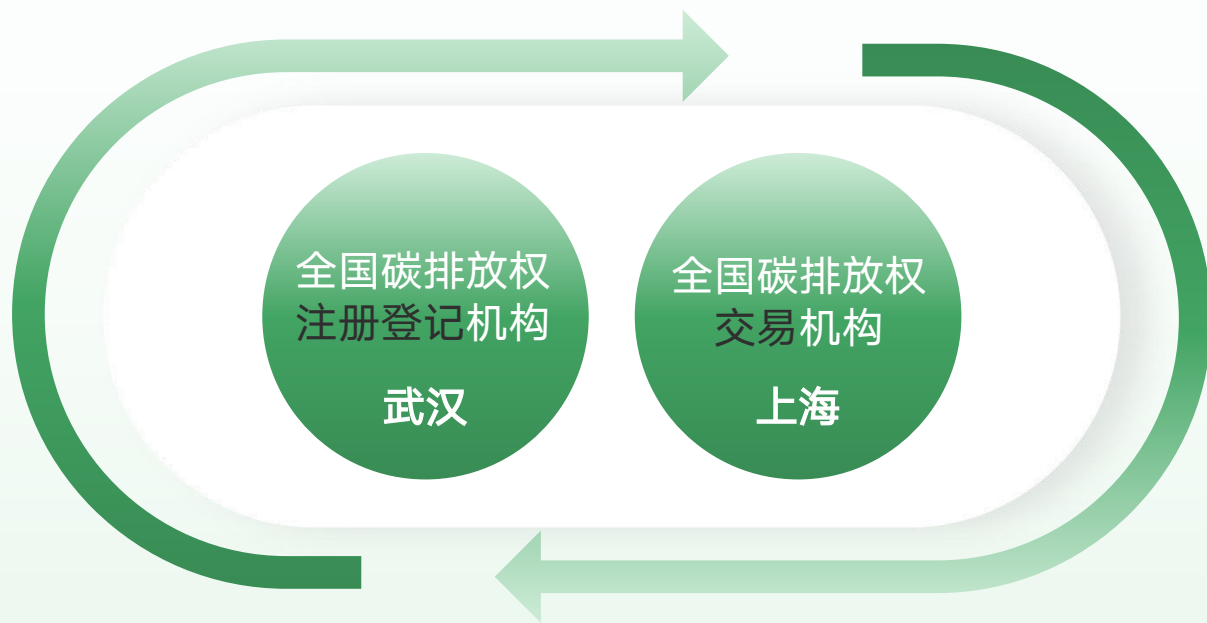 全国碳排放权
注册登记机构
武汉
全国碳排放权
交易机构
上海